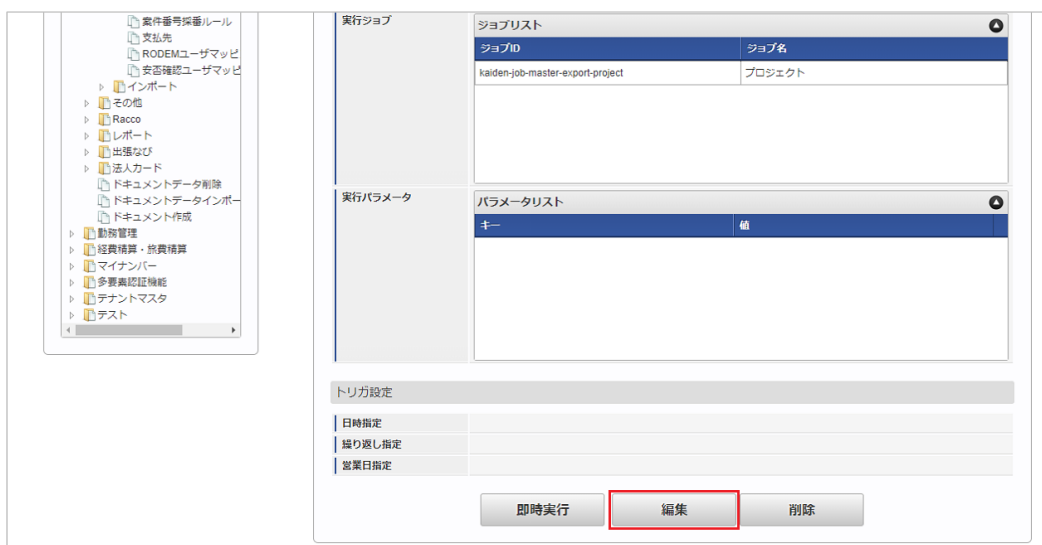 案件番号採番ルール
支払先
RODEMユーザマッピ
安否確認ユーザマッピ
インポート
その他
Racco
レポート
出張なび
法人カード
ドキュメントデータ削除
ドキュメントデータインポー
ドキュメント作成
勤務管理
経費精算・旅費精算
マイナンバー
多要素認証機能
テナントマスタ
テスト
実行ジョブ
ジョブリスト
ジョブID ジョブ名
kaiden-job-master-export-project プロジェクト
実行パラメータ
パラメータリスト
キー 値
トリガ設定
日時指定
繰り返し指定
営業日指定
即時実行 編集 削除